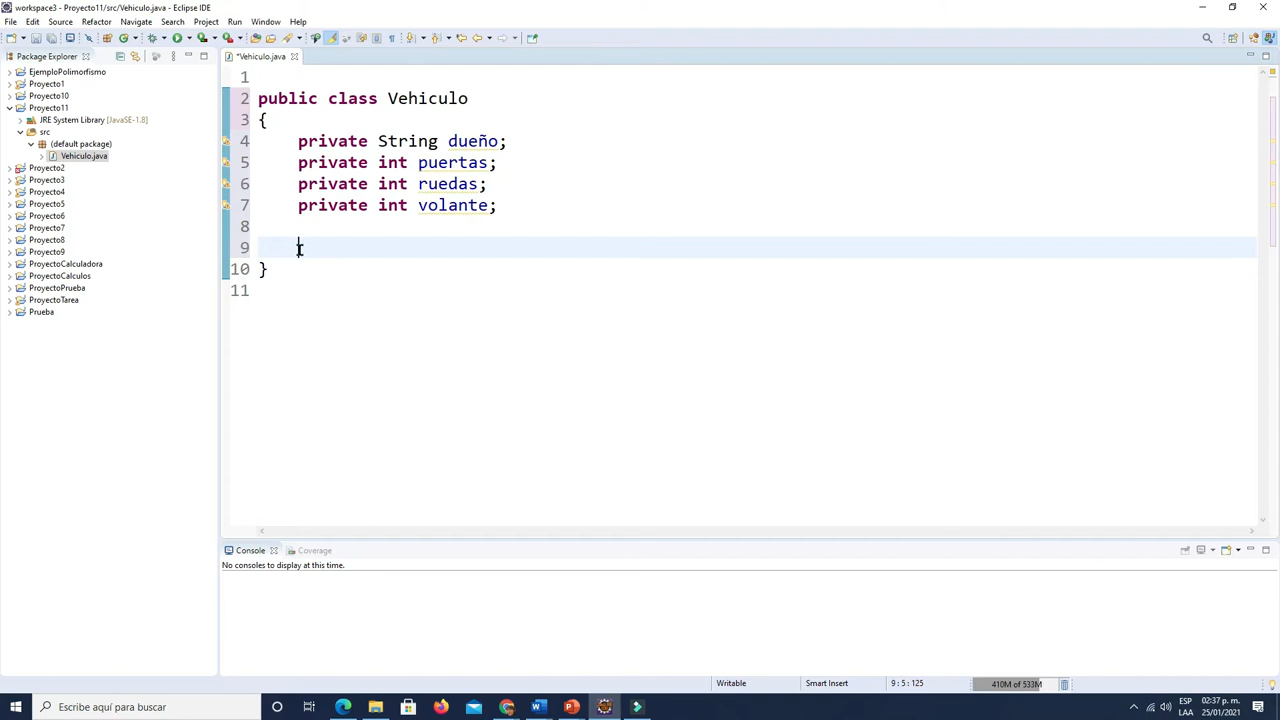 workspace3 - Proyecto11/src/Vehiculo.java - Eclipse IDE
File Edit Source Refactor Navigate Search Project Run Window Help
Package Explorer
*Vehiculo.java
EjemploPolimorfismo
Proyecto1
Proyecto10
Proyecto11
JRE System Library [JavaSE-1.8]
src
(default package)
Vehiculo.java
Proyecto2
Proyecto3
Proyecto4
Proyecto5
Proyecto6
Proyecto7
Proyecto8
Proyecto9
ProyectoCalculadora
ProyectoCalculos
ProyectoPrueba
ProyectoTarea
Prueba
1
2 public class Vehiculo
3 {
4 private String dueño;
5 private int puertas;
6 private int ruedas;
7 private int volante;
8
9
10 }
11
Console Coverage
No consoles to display at this time.
Writable Smart Insert 9 : 5 : 125 410M of 533M
Escribe aquí para buscar
ESP 02:37 p. m.
LAA 25/01/2021